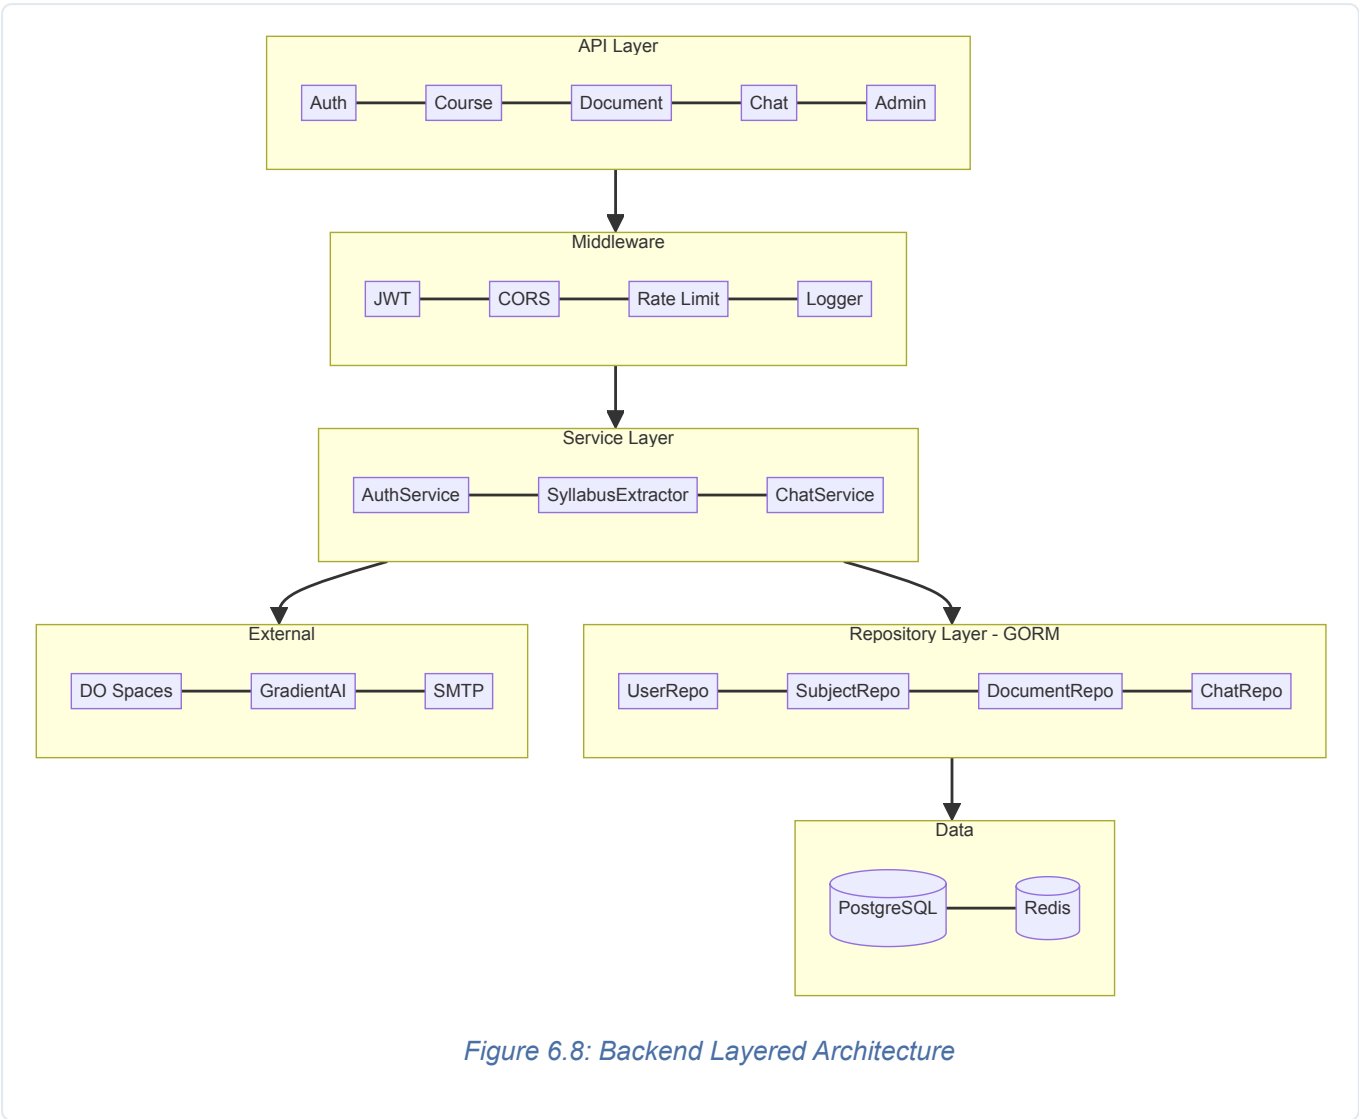 API Layer
Auth
Course
Document
Chat
Admin
Middleware
JWT
CORS
Rate Limit
Logger
Service Layer
AuthService
SyllabusExtractor
ChatService
External
DO Spaces
GradientAI
SMTP
Repository Layer - GORM
UserRepo
SubjectRepo
DocumentRepo
ChatRepo
Data
PostgreSQL
Redis
Figure 6.8: Backend Layered Architecture